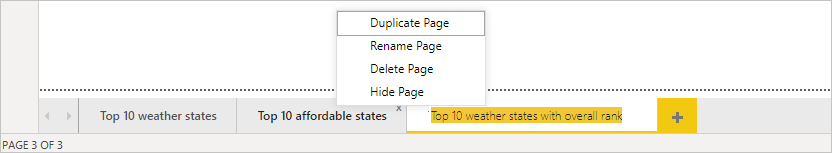 Duplicate Page
Rename Page
Delete Page
Hide Page
Top 10 weather states
Top 10 affordable states
x
Top 10 weather states with overall rank
+
PAGE 3 OF 3